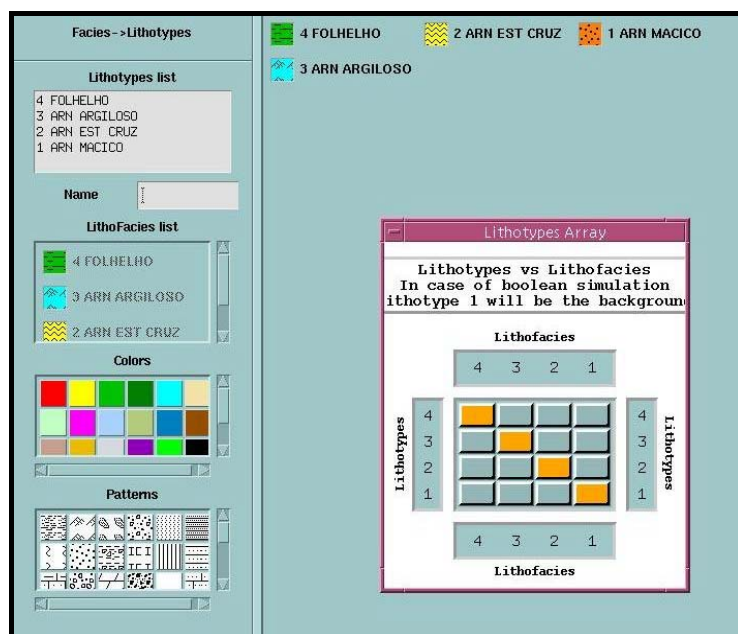 Facies->Lithotypes
Lithotypes list
4 FOLHELHO
3 ARN ARGILOSO
2 ARN EST CRUZ
1 ARN MACICO
Name
LithoFacies list
4 FOLHELHO
3 ARN ARGILOSO
2 ARN EST CRUZ
Colors
Patterns
4 FOLHELHO 2 ARN EST CRUZ 1 ARN MACICO
3 ARN ARGILOSO
Lithotypes Array
Lithotypes vs Lithofacies
In case of boolean simulation
ithotype 1 will be the backgroun
Lithofacies
4 3 2 1
Lithotypes
4 4
3 3
2 2
1 1
Lithotypes
4 3 2 1
Lithofacies